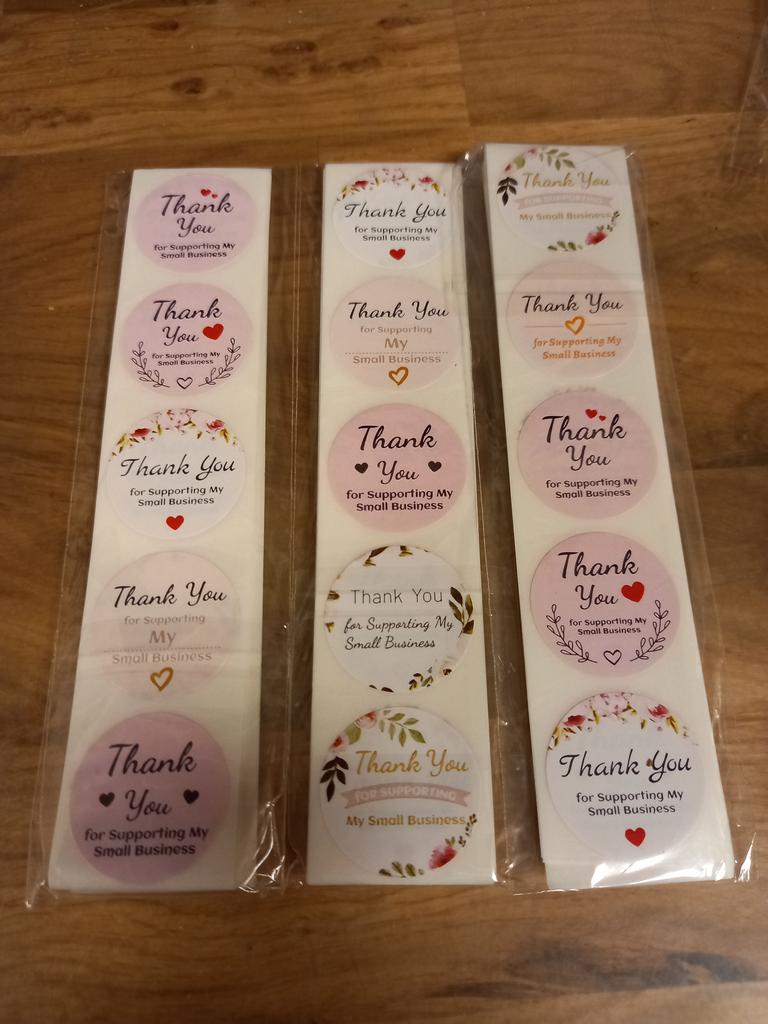 Thank
You
for Supporting My
Small Business
Thank
You
for Supporting My
Small Business
Thank You
for Supporting My
Small Business
Thank You
for Supporting
My
Small Business
Thank
You
for Supporting My
Small Business
Thank You
for Supporting My
Small Business
Thank You
for Supporting
My
Small Business
Thank
You
for Supporting My
Small Business
Thank You
for Supporting My
Small Business
Thank You
FOR SUPPORTING
My Small Business
Thank You
FOR SUPPORTING
My Small Business
Thank You
for Supporting My
Small Business
Thank
You
for Supporting My
Small Business
Thank
You
for Supporting My
Small Business
Thank You
for Supporting My
Small Business